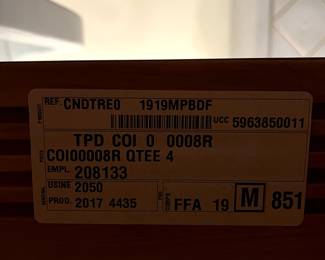 REF. CNDTRE0 1919MPBDF
UCC 5963850011
TPD COI 0 0008R
COI00008R QTEE 4
EMPL. 208133
USINE 2050
PROD. 2017 4435
FFA 19 M 851